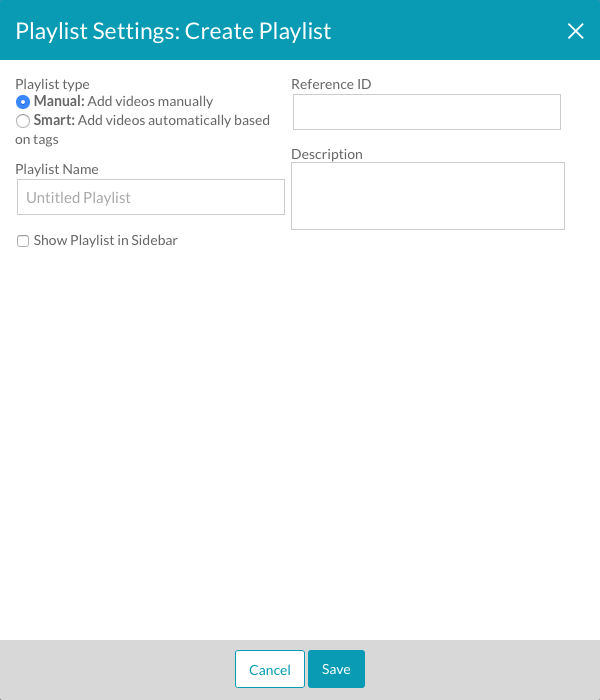 Playlist Settings: Create Playlist
Playlist type
Manual: Add videos manually
Smart: Add videos automatically based
on tags
Playlist Name
Untitled Playlist
Show Playlist in Sidebar
Reference ID
Description
Cancel
Save